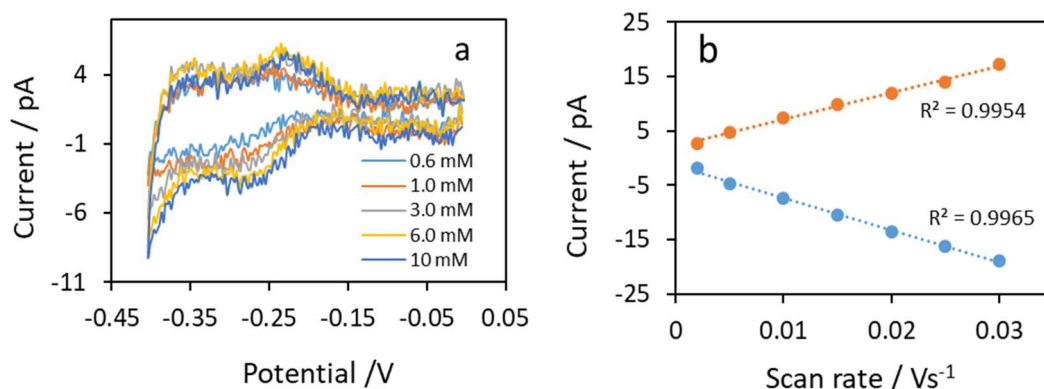 a
Current / pA
4
-1
-6
-11
0.6 mM
1.0 mM
3.0 mM
6.0 mM
10 mM
-0.45 -0.35 -0.25 -0.15 -0.05 0.05
Potential /V
b
Current / pA
25
15
5
-5
-15
-25
R² = 0.9954
R² = 0.9965
0 0.01 0.02 0.03
Scan rate / Vs⁻¹